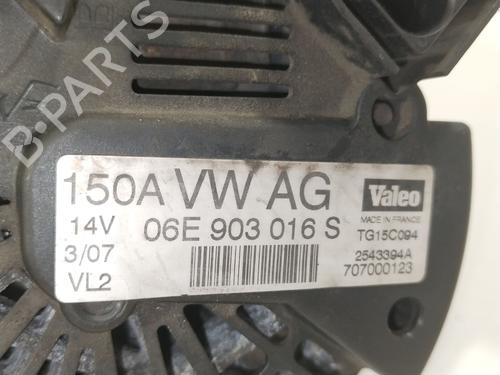 B-PARTS
150A VW AG
Valeo
14V
06E 903 016 S
MADE IN FRANCE
TG15C094
3/07
2543394A
VL2
707000123